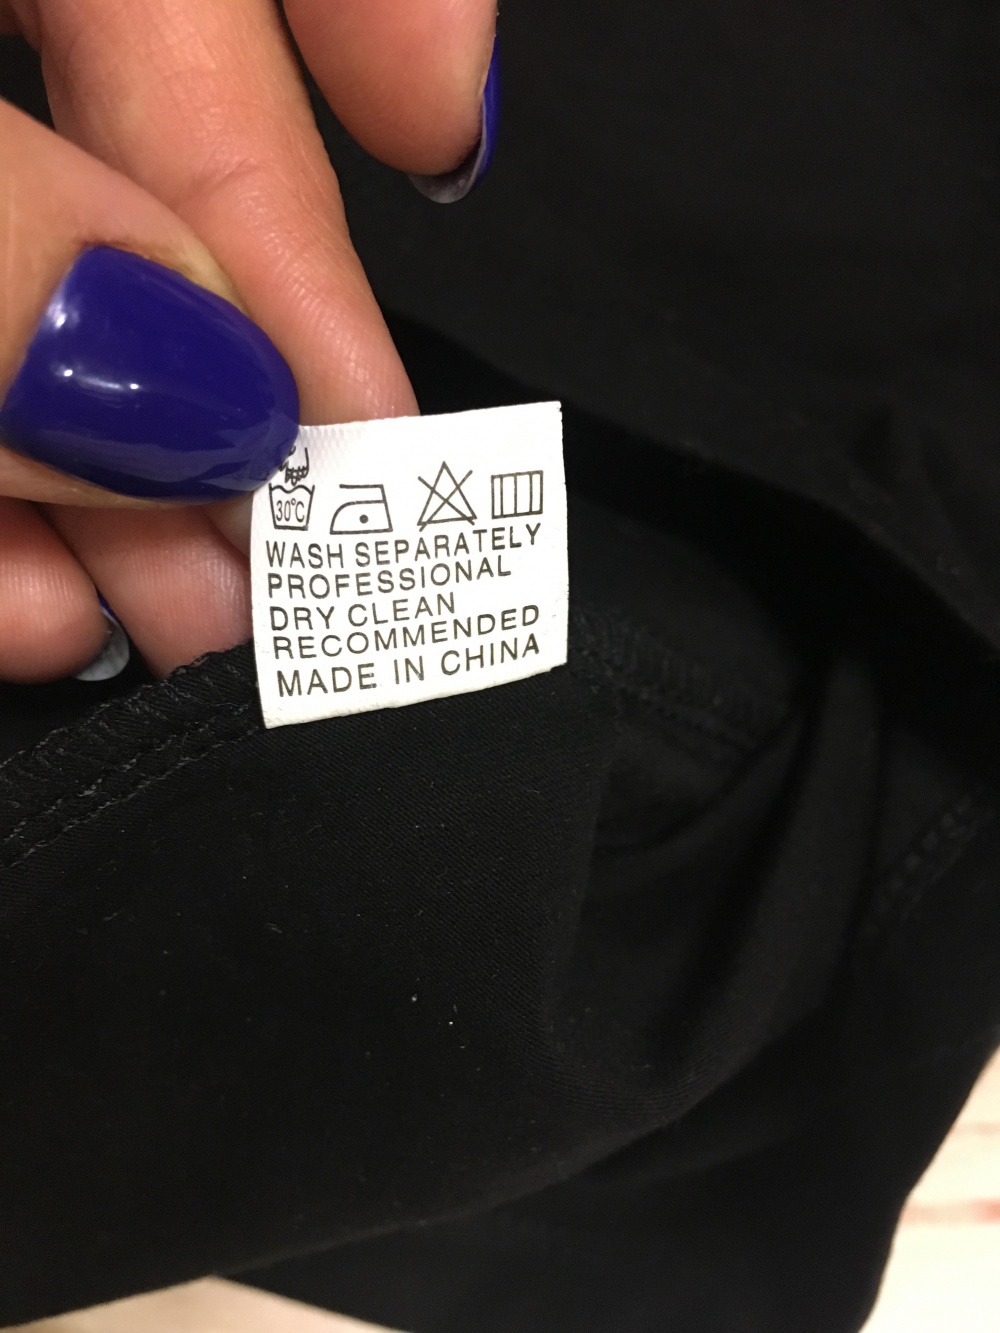 30°C
WASH SEPARATELY
PROFESSIONAL
DRY CLEAN
RECOMMENDED
MADE IN CHINA